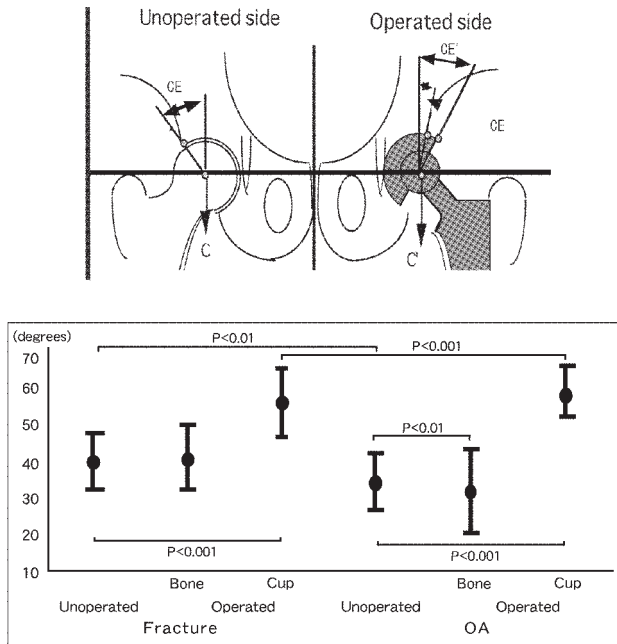 Unoperated side
Operated side
CE
CE'
CE
C
C'
(degrees)
70
60
50
40
30
20
10
P<0.01
P<0.001
P<0.01
P<0.001
P<0.001
Bone Cup Bone Cup
Unoperated Operated Unoperated Operated
Fracture OA